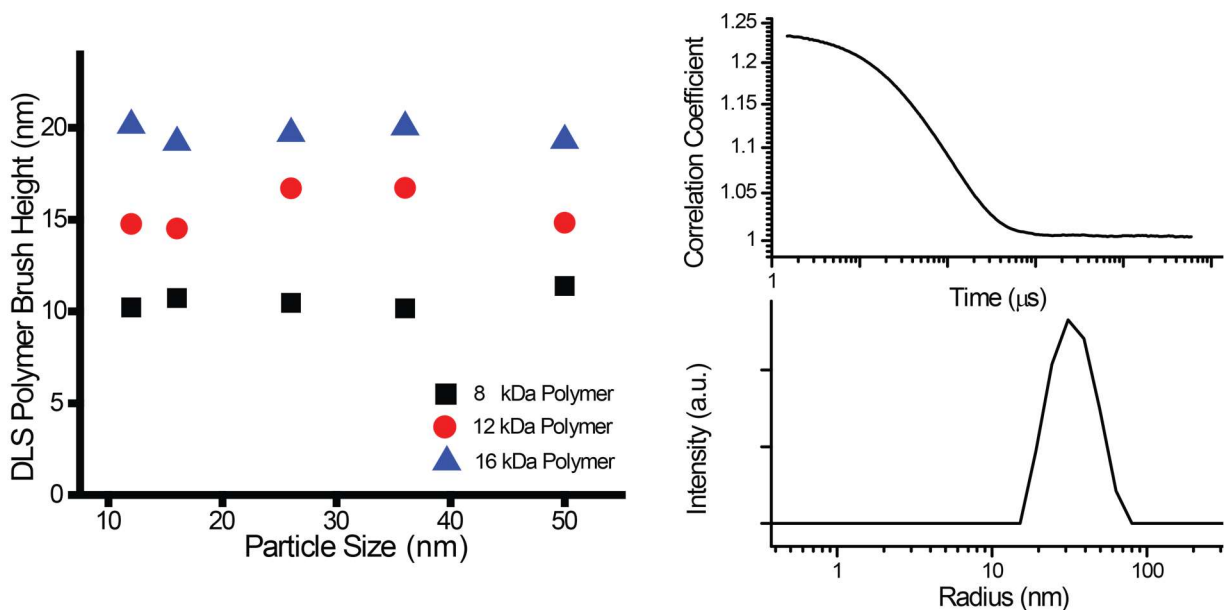 DLS Polymer Brush Height (nm)
20
15
10
5
0
10
20
30
40
50
Particle Size (nm)
8 kDa Polymer
12 kDa Polymer
16 kDa Polymer
Correlation Coefficient
1.25
1.2
1.15
1.1
1.05
1
1
Time (μs)
Intensity (a.u.)
1
10
100
Radius (nm)